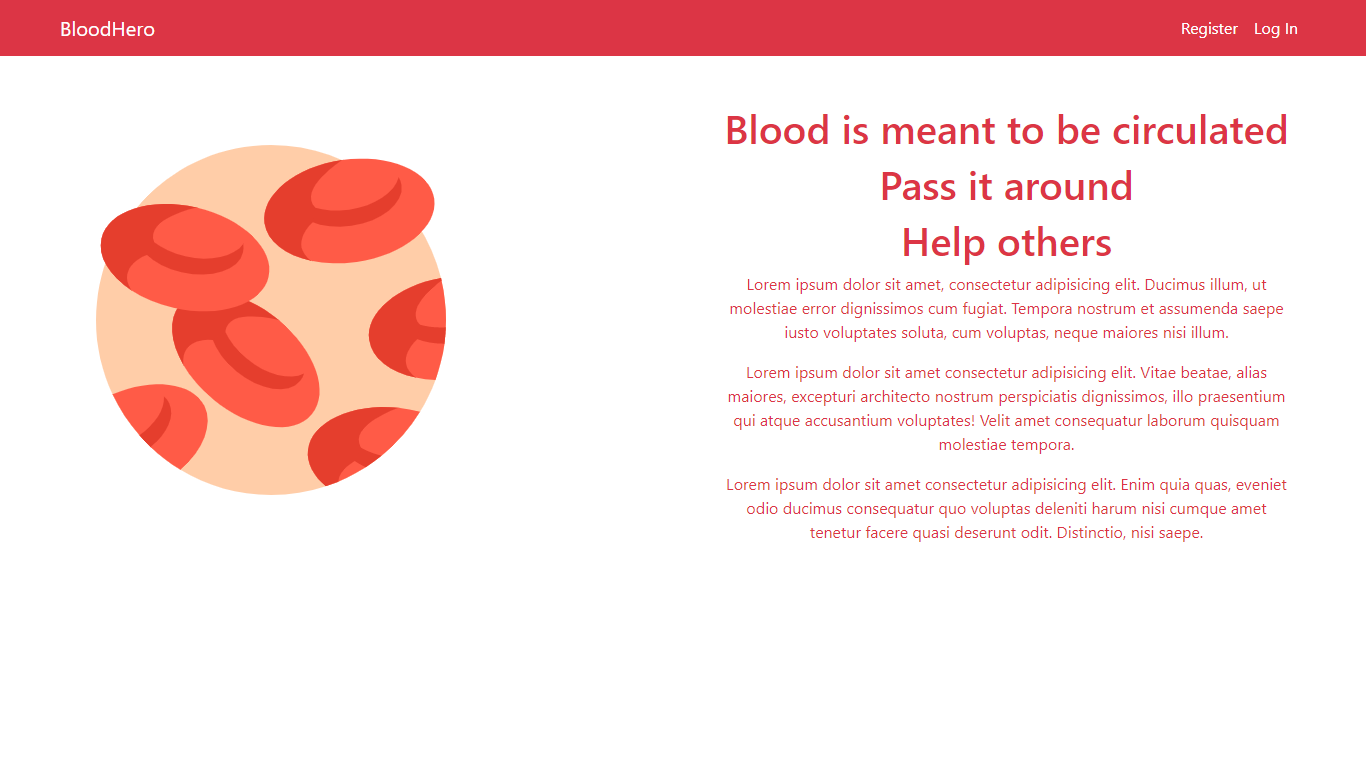 BloodHero
Register Log In
Blood is meant to be circulated
Pass it around
Help others
Lorem ipsum dolor sit amet, consectetur adipisicing elit. Ducimus illum, ut
molestiae error dignissimos cum fugiat. Tempora nostrum et assumenda saepe
iusto voluptates soluta, cum voluptas, neque maiores nisi illum.
Lorem ipsum dolor sit amet consectetur adipisicing elit. Vitae beatae, alias
maiores, excepturi architecto nostrum perspiciatis dignissimos, illo praesentium
qui atque accusantium voluptates! Velit amet consequatur laborum quisquam
molestiae tempora.
Lorem ipsum dolor sit amet consectetur adipisicing elit. Enim quia quas, eveniet
odio ducimus consequatur quo voluptas deleniti harum nisi cumque amet
tenetur facere quasi deserunt odit. Distinctio, nisi saepe.